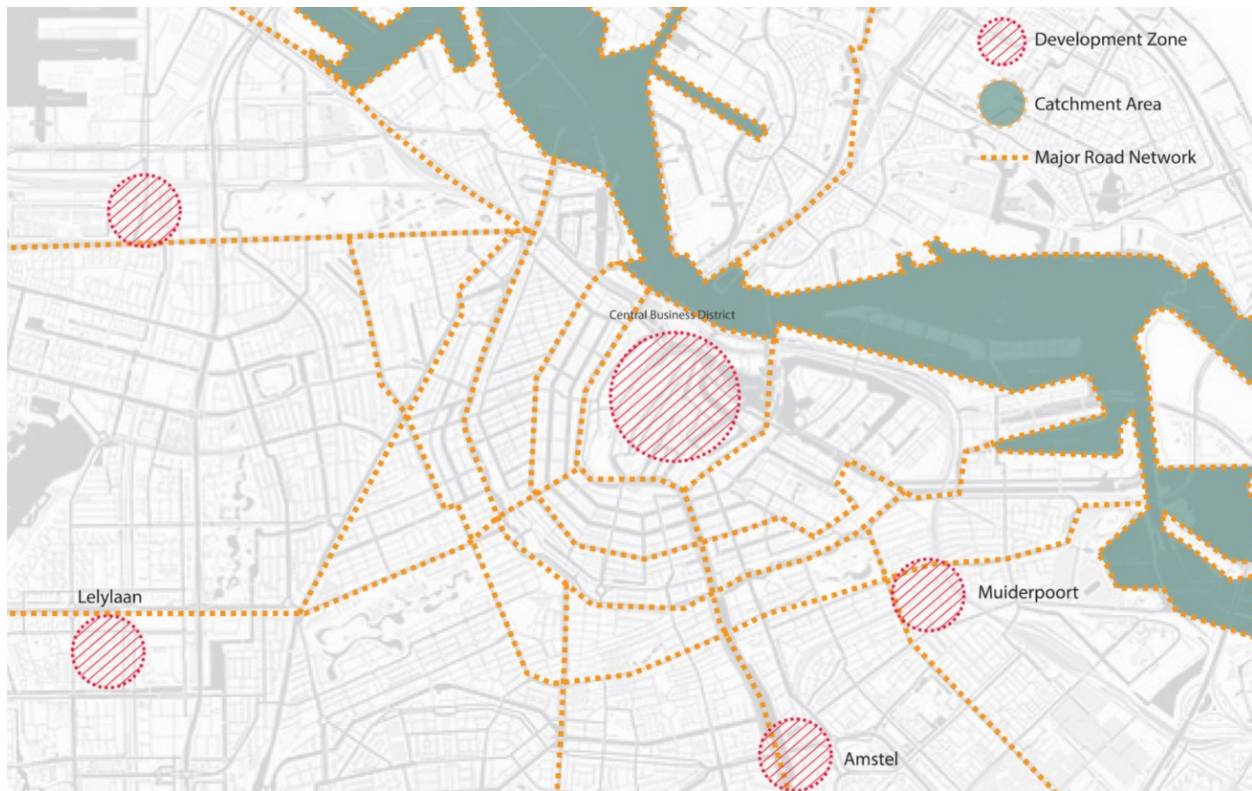 Development Zone
Catchment Area
Major Road Network
Central Business District
Lelylaan
Muiderpoort
Amstel